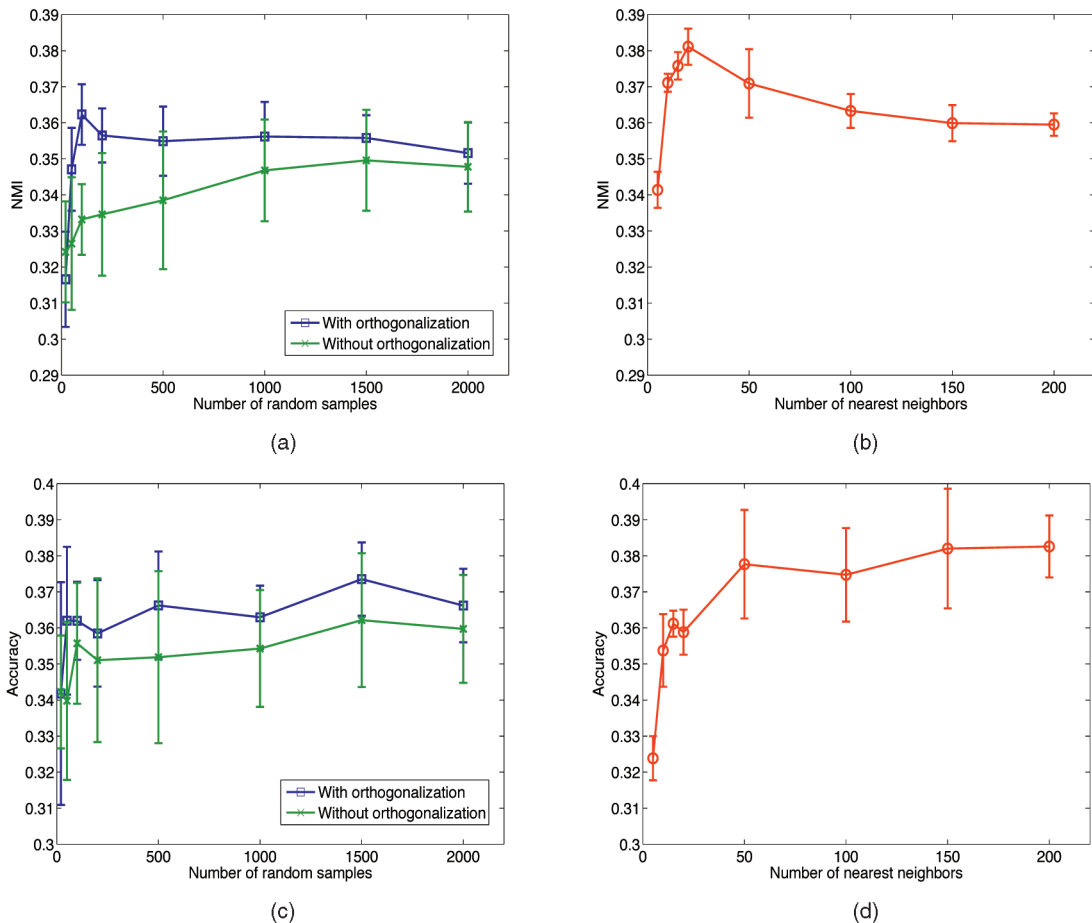 0.39
0.38
0.37
0.36
0.35
0.34
0.33
0.32
0.31
0.3
0.29
NMI
0 500 1000 1500 2000
Number of random samples
With orthogonalization
Without orthogonalization
(a)
0.39
0.38
0.37
0.36
0.35
0.34
0.33
0.32
0.31
0.3
0.29
NMI
0 50 100 150 200
Number of nearest neighbors
(b)
0.4
0.39
0.38
0.37
0.36
0.35
0.34
0.33
0.32
0.31
0.3
Accuracy
0 500 1000 1500 2000
Number of random samples
With orthogonalization
Without orthogonalization
(c)
0.4
0.39
0.38
0.37
0.36
0.35
0.34
0.33
0.32
0.31
0.3
Accuracy
0 50 100 150 200
Number of nearest neighbors
(d)